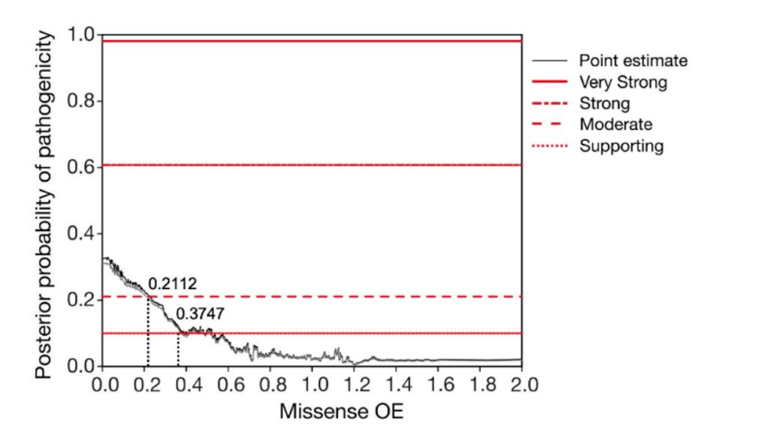 Posterior probability of pathogenicity
1.0
0.8
0.6
0.4
0.2
0.0
0.2112
0.3747
0.0 0.2 0.4 0.6 0.8 1.0 1.2 1.4 1.6 1.8 2.0
Missense OE
Point estimate
Very Strong
Strong
Moderate
Supporting